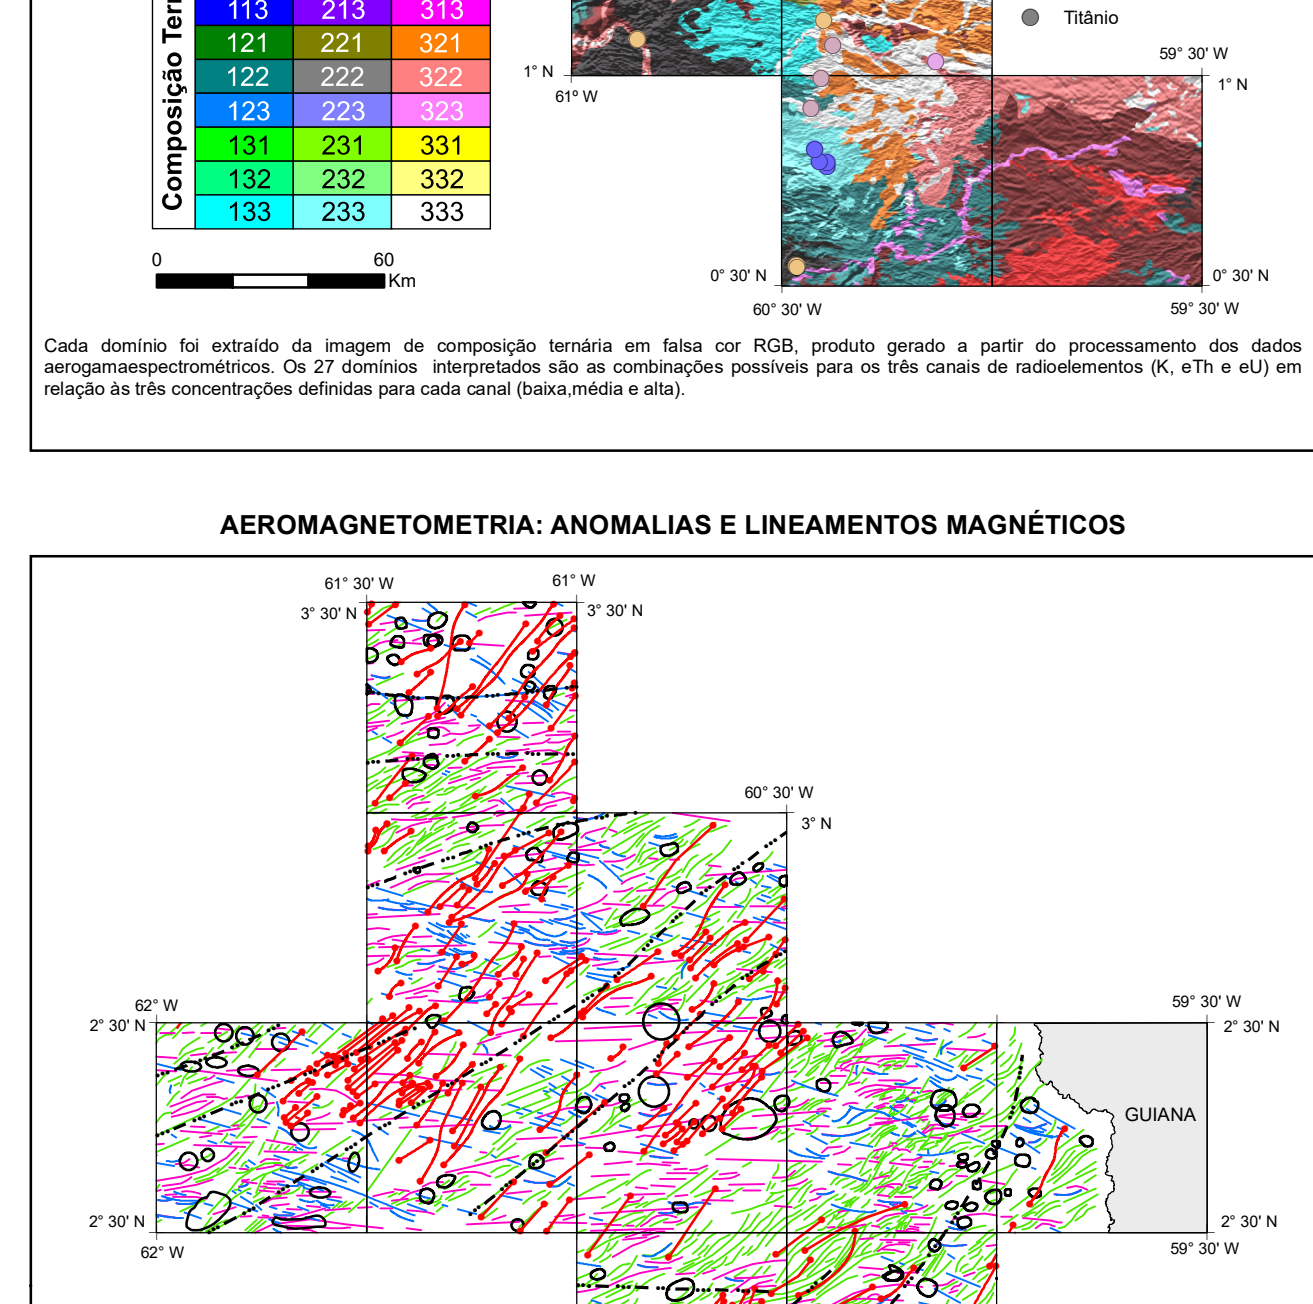 Composição Ter
113 213 313
121 221 321
122 222 322
123 223 323
131 231 331
132 232 332
133 233 333
0 60
Km
Titânio
59° 30' W
1° N
1° N
61° W
0° 30' N
0° 30' N
60° 30' W
59° 30' W
Cada domínio foi extraído da imagem de composição ternária em falsa cor RGB, produto gerado a partir do processamento dos dados
aerogamaespectrométricos. Os 27 domínios interpretados são as combinações possíveis para os três canais de radioelementos (K, eTh e eU) em
relação às três concentrações definidas para cada canal (baixa,média e alta).
AEROMAGNETOMETRIA: ANOMALIAS E LINEAMENTOS MAGNÉTICOS
61° 30' W
61° W
3° 30' N
3° 30' N
60° 30' W
3° N
62° W
59° 30' W
2° 30' N
2° 30' N
GUIANA
2° 30' N
2° 30' N
62° W
59° 30' W